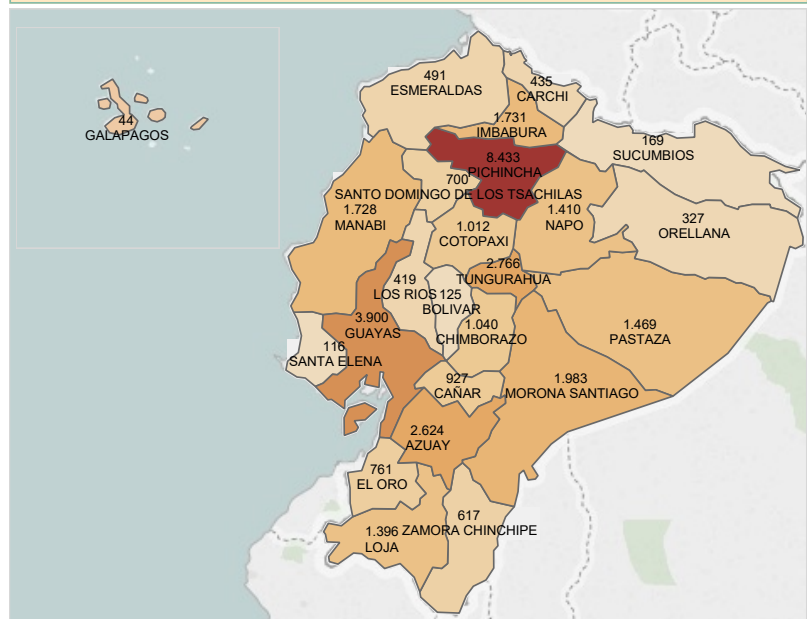 491
ESMERALDAS
435
CARCHI
44
GALAPAGOS
1.731
IMBABURA
169
SUCUMBIOS
8.433
PICHINCHA
700
SANTO DOMINGO DE LOS TSACHILAS
1.728
MANABI
1.410
NAPO
327
ORELLANA
1.012
COTOPAXI
2.766
TUNGURAHUA
419
LOS RIOS
125
BOLIVAR
3.900
GUAYAS
1.040
CHIMBORAZO
1.469
PASTAZA
116
SANTA ELENA
927
CAÑAR
1.983
MORONA SANTIAGO
2.624
AZUAY
761
EL ORO
617
ZAMORA CHINCHIPE
1.396
LOJA